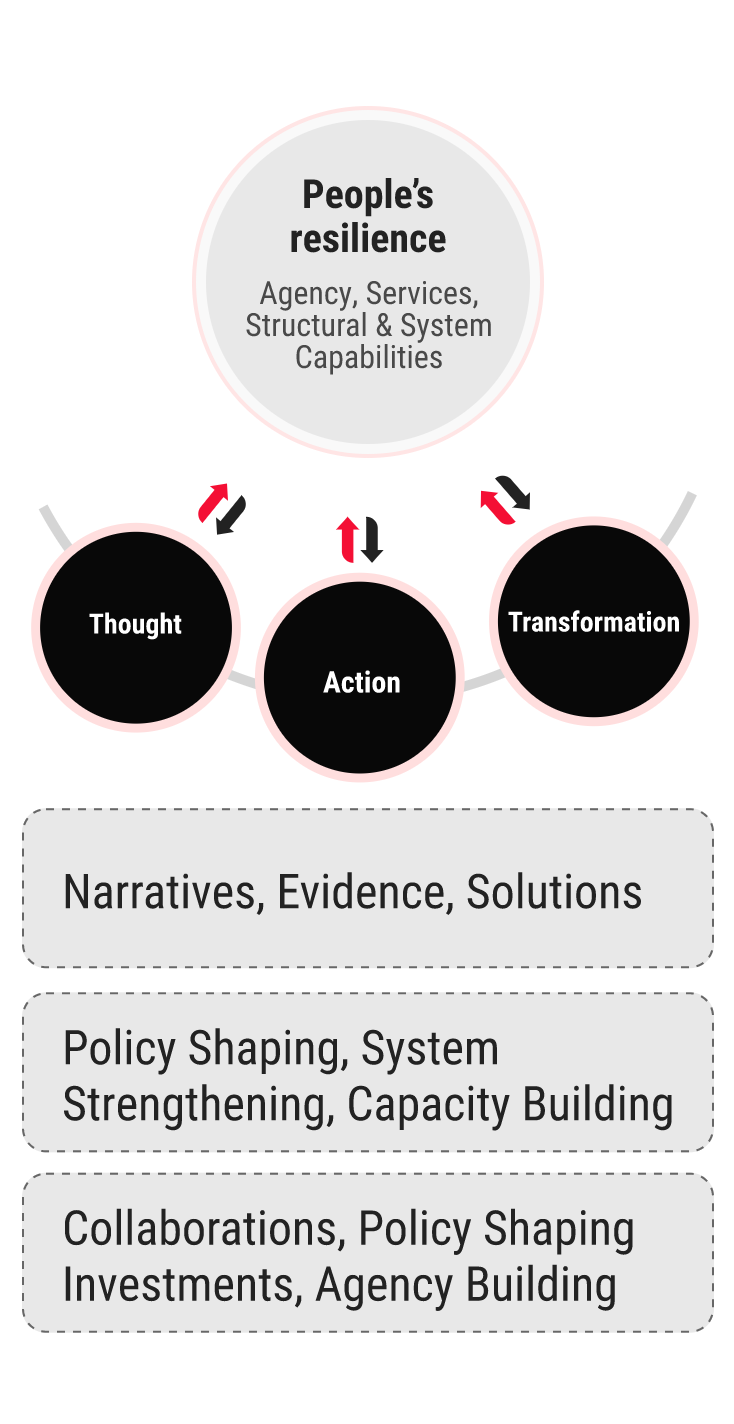 People’s
resilience
Agency, Services,
Structural & System
Capabilities
Thought
Action
Transformation
Narratives, Evidence, Solutions
Policy Shaping, System
Strengthening, Capacity Building
Collaborations, Policy Shaping
Investments, Agency Building